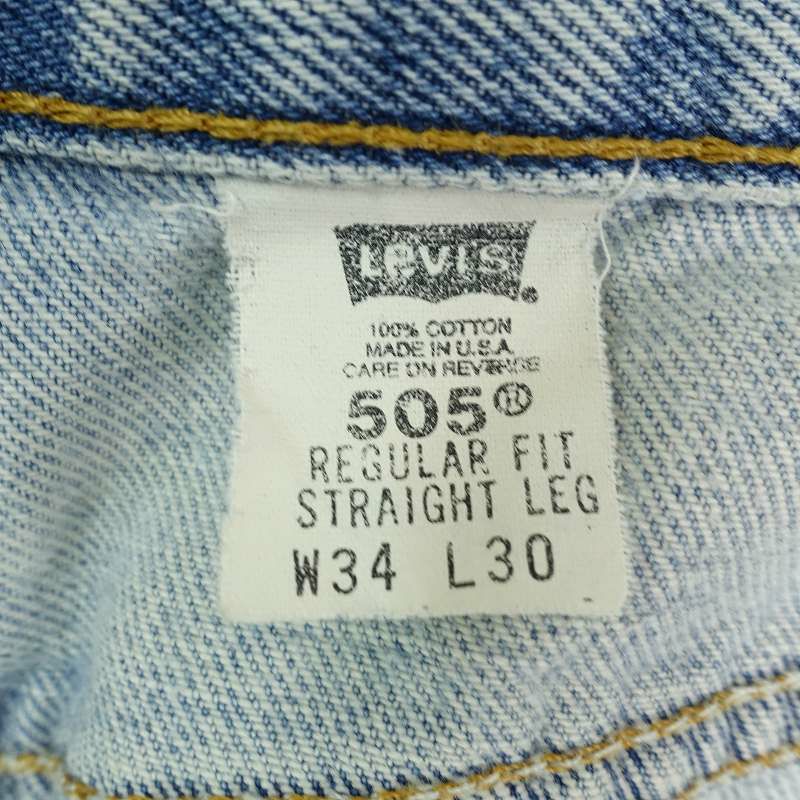 LEVI'S
100% COTTON
MADE IN U.S.A.
CARE ON REVERSE
505®
REGULAR FIT
STRAIGHT LEG
W34 L30